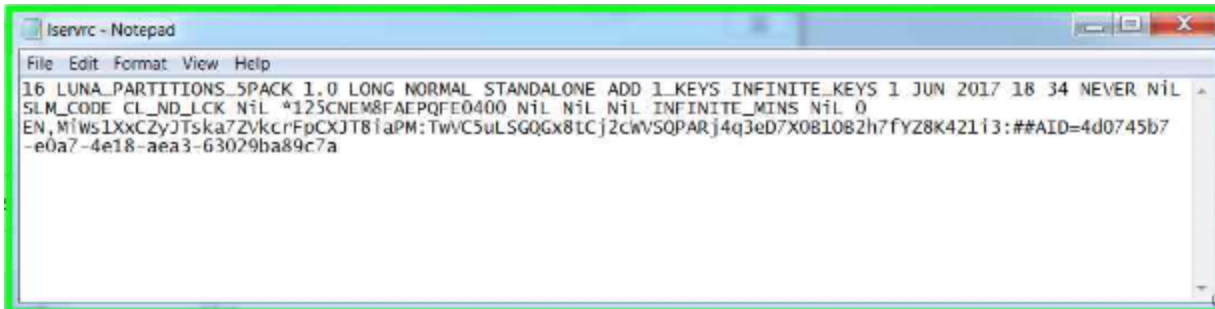 lservrc - Notepad
File Edit Format View Help
16 LUNA_PARTITIONS_5PACK 1.0 LONG NORMAL STANDALONE ADD 1_KEYS INFINITE_KEYS 1 JUN 2017 18 34 NEVER NiL
SLM_CODE CL_ND_LCK NiL *125CNEM8FAEPQFE0400 NiL NiL NiL INFINITE_MINS NiL 0
EN,MiWs1XxCZyJTska7ZVkcrFpCXJT8iaPM:TwVC5uLSGQGx8tCj2cWVSQPARj4q3eD7X0B1OB2h7fYZ8K421i3:##AID=4d0745b7
-e0a7-4e18-aea3-63029ba89c7a